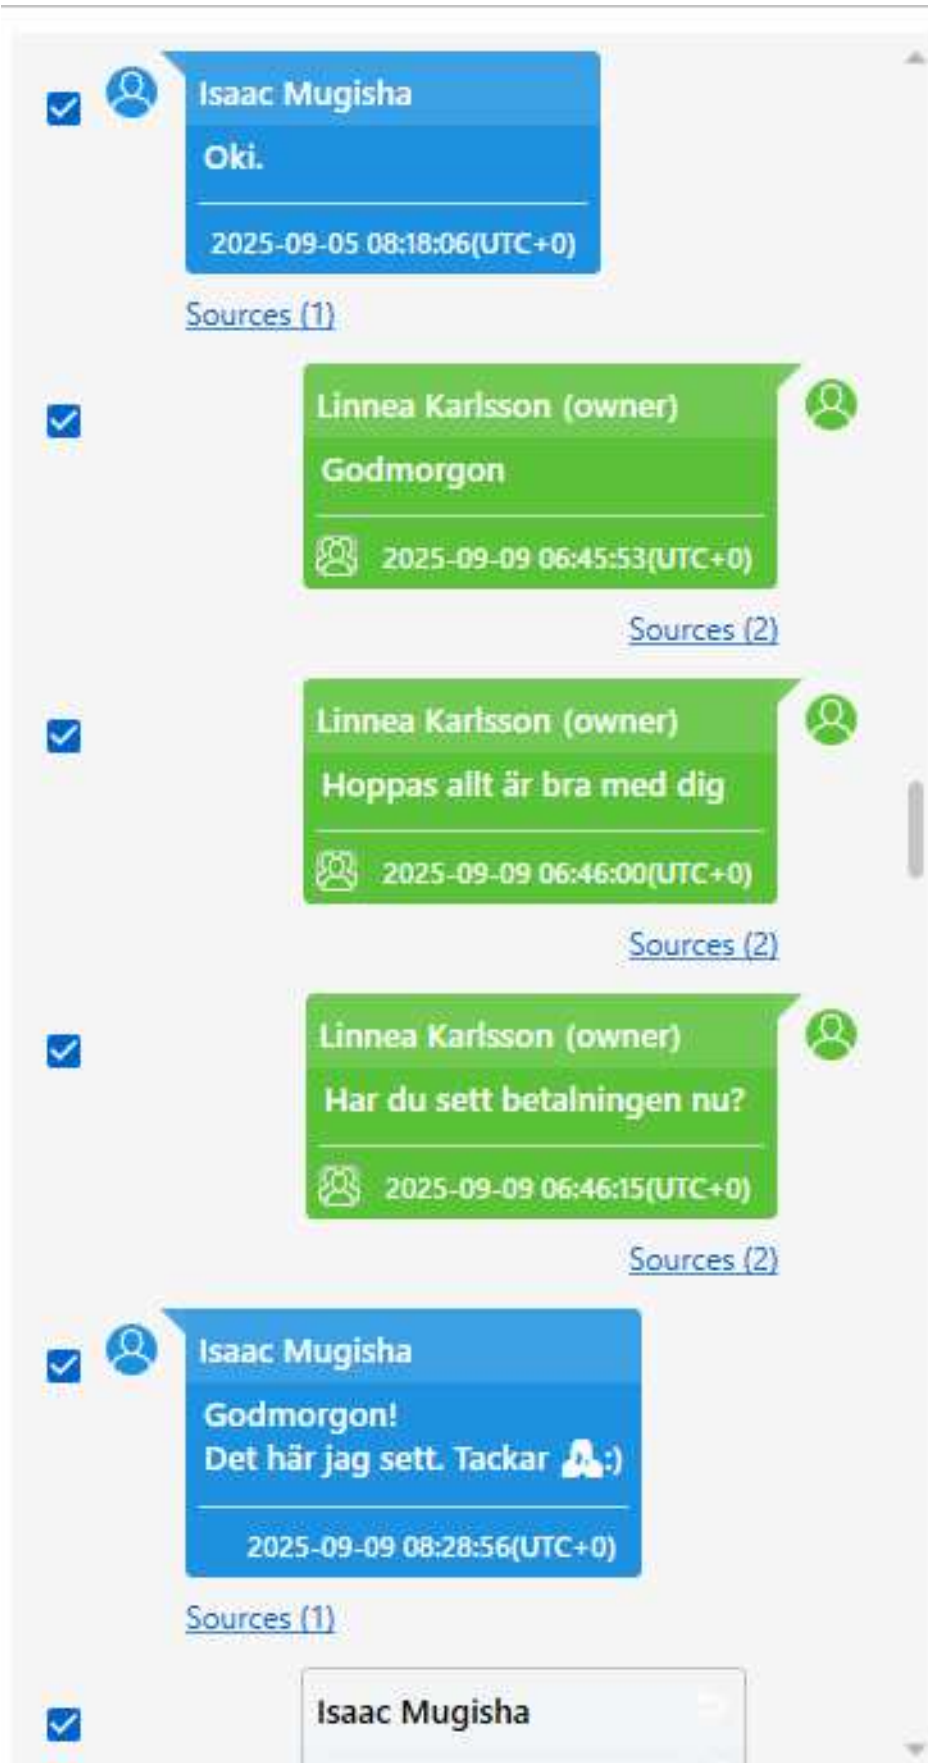 Isaac Mugisha
Oki.
2025-09-05 08:18:06(UTC+0)
Sources (1)
Linnea Karlsson (owner)
Godmorgon
2025-09-09 06:45:53(UTC+0)
Sources (2)
Linnea Karlsson (owner)
Hoppas allt är bra med dig
2025-09-09 06:46:00(UTC+0)
Sources (2)
Linnea Karlsson (owner)
Har du sett betalningen nu?
2025-09-09 06:46:15(UTC+0)
Sources (2)
Isaac Mugisha
Godmorgon!
Det här jag sett. Tackar :)
2025-09-09 08:28:56(UTC+0)
Sources (1)
Isaac Mugisha